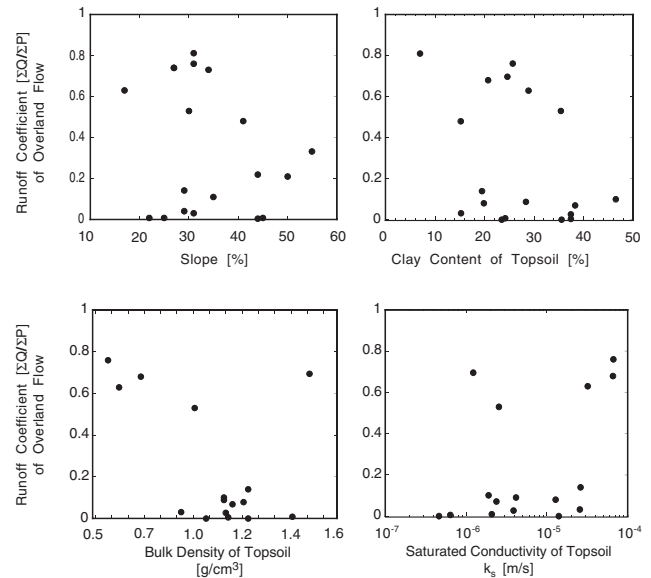 1
0.8
0.6
0.4
0.2
0
10 20 30 40 50 60
Slope [%]
Runoff Coefficient [ΣQ/ΣP]
of Overland Flow
1
0.8
0.6
0.4
0.2
0
0 10 20 30 40 50
Clay Content of Topsoil [%]
1
0.8
0.6
0.4
0.2
0
0.5 0.7 1.0 1.2 1.4 1.6
Bulk Density of Topsoil
[g/cm³]
Runoff Coefficient [ΣQ/ΣP]
of Overland Flow
1
0.8
0.6
0.4
0.2
0
10⁻⁷ 10⁻⁶ 10⁻⁵ 10⁻⁴
Saturated Conductivity of Topsoil
kₛ [m/s]